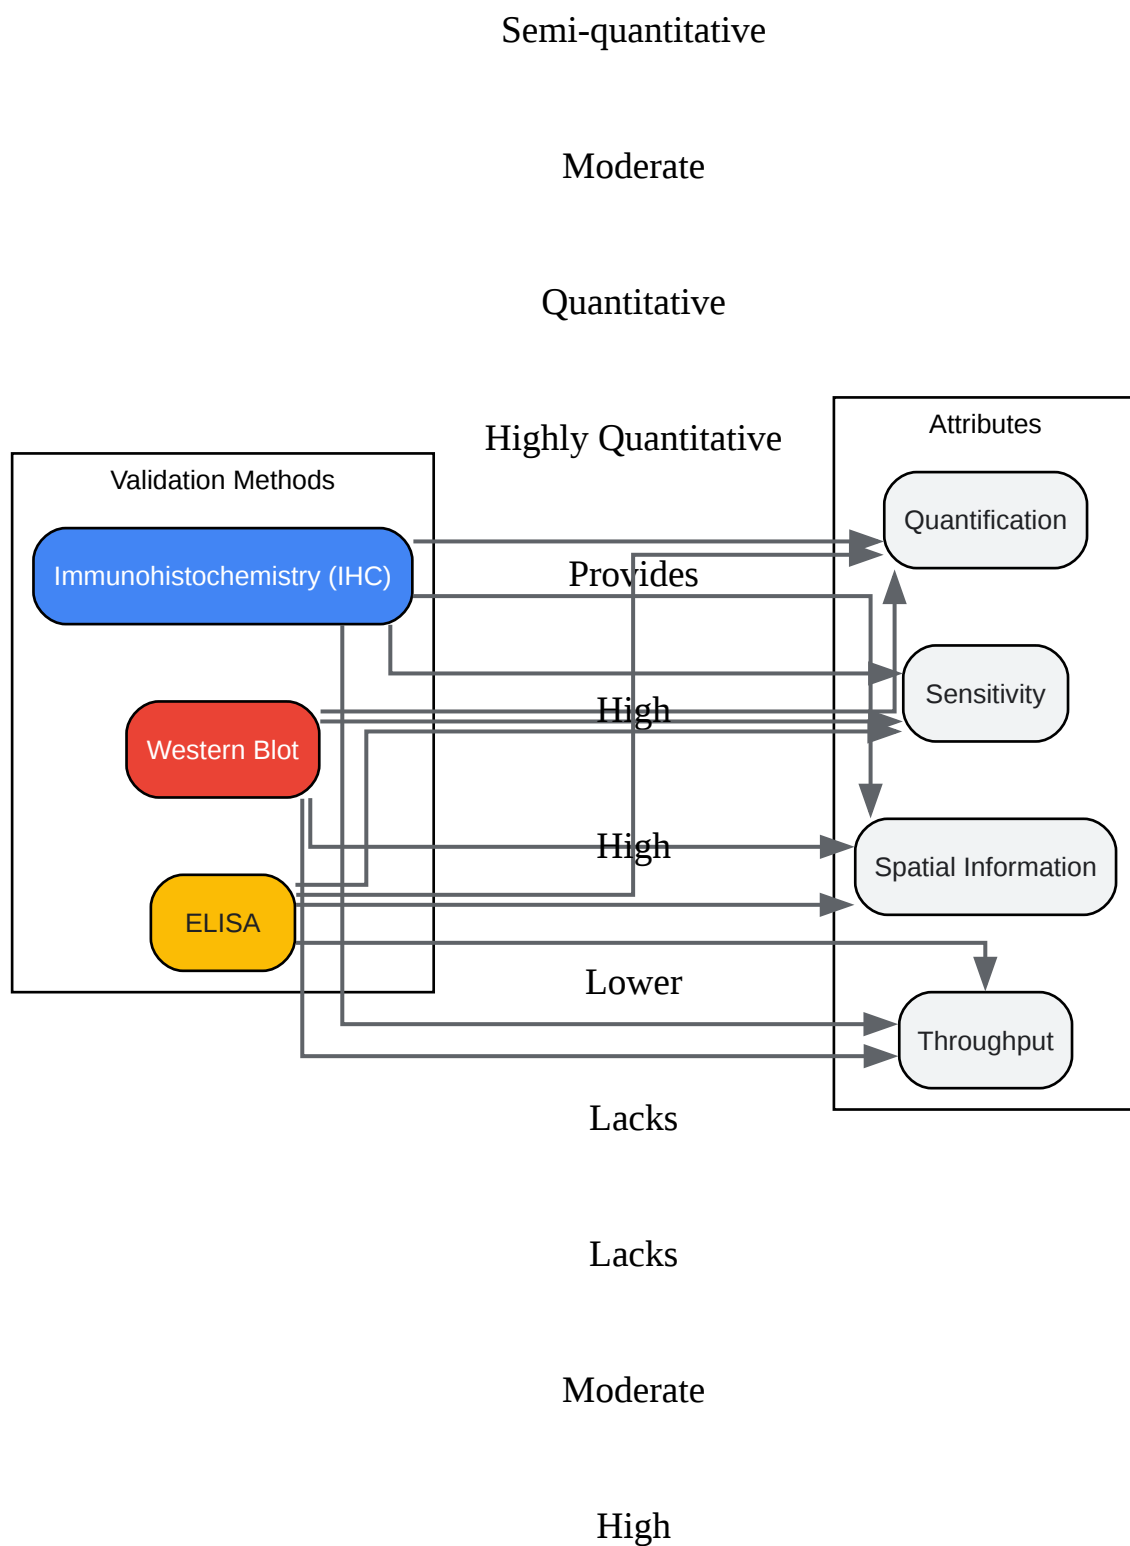 Semi-quantitative
Moderate
Quantitative
Highly Quantitative
Provides
High
High
Lower
Lacks
Lacks
Moderate
High
Validation Methods
Immunohistochemistry (IHC)
Western Blot
ELISA
Attributes
Quantification
Sensitivity
Spatial Information
Throughput